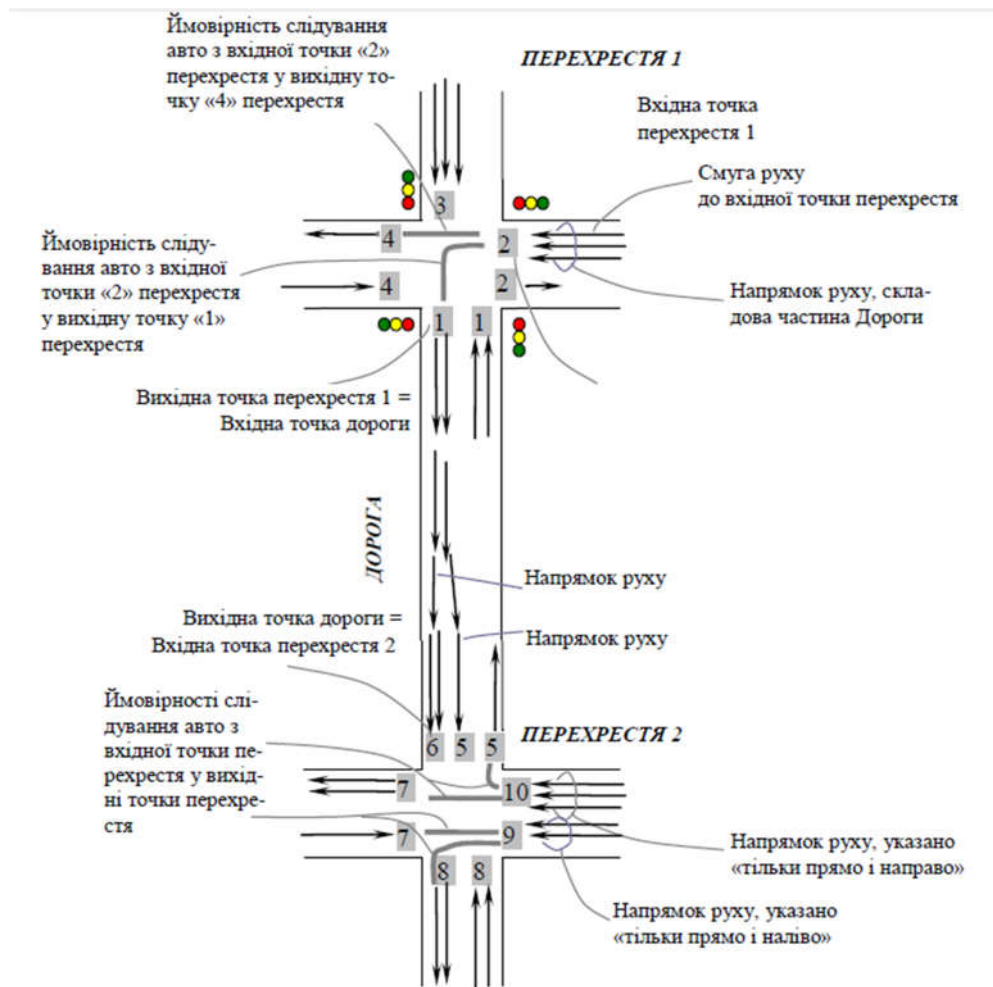 Ймовірність слідування
авто з вхідної точки «2»
перехрестя у вихідну то-
чку «4» перехрестя
ПЕРЕХРЕСТЯ 1
Вхідна точка
перехрестя 1
Смуга руху
до вхідної точки перехрестя
3
4
2
Ймовірність сліду-
вання авто з вхідної
точки «2» перехрестя
у вихідну точку «1»
перехрестя
4
2
Напрямок руху, скла-
дова частина Дороги
1
1
Вихідна точка перехрестя 1 =
Вхідна точка дороги
ДОРОГА
Напрямок руху
Вихідна точка дороги =
Вхідна точка перехрестя 2
Напрямок руху
Ймовірності слі-
дування авто з
вхідної точки пе-
рехрестя у вихід-
ні точки перехре-
стя
6
5
5
ПЕРЕХРЕСТЯ 2
7
10
7
9
8
8
Напрямок руху, указано
«тільки прямо і направо»
Напрямок руху, указано
«тільки прямо і наліво»